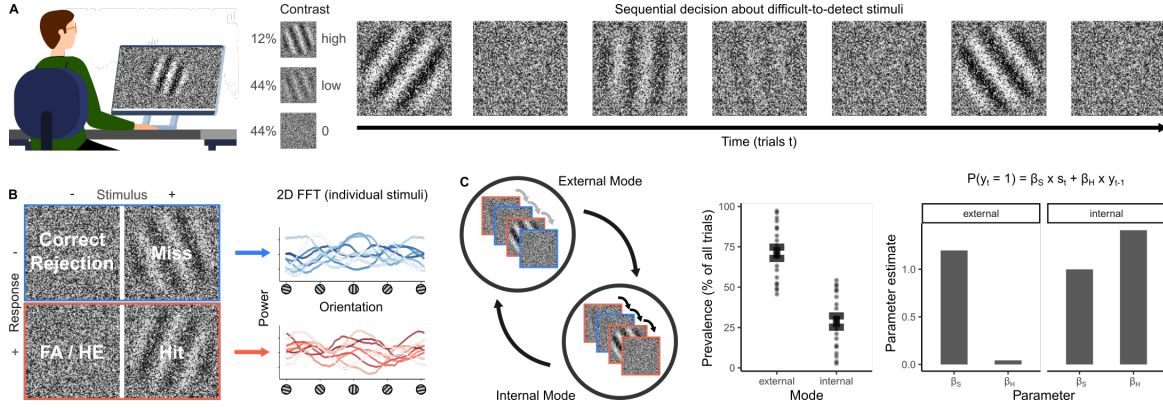 A
Contrast
12% high
44% low
44% 0
Sequential decision about difficult-to-detect stimuli
Time (trials t)
B
- Stimulus +
Response
-
+
Correct
Rejection
Miss
FA / HE
Hit
2D FFT (individual stimuli)
Power
Orientation
C
External Mode
Internal Mode
Prevalence (% of all trials)
100
75
50
25
0
external internal
Mode
P(yₜ = 1) = βS x sₜ + βH x yₜ₋₁
external internal
Parameter estimate
1.0
0.5
0.0
βS βH βS βH
Parameter